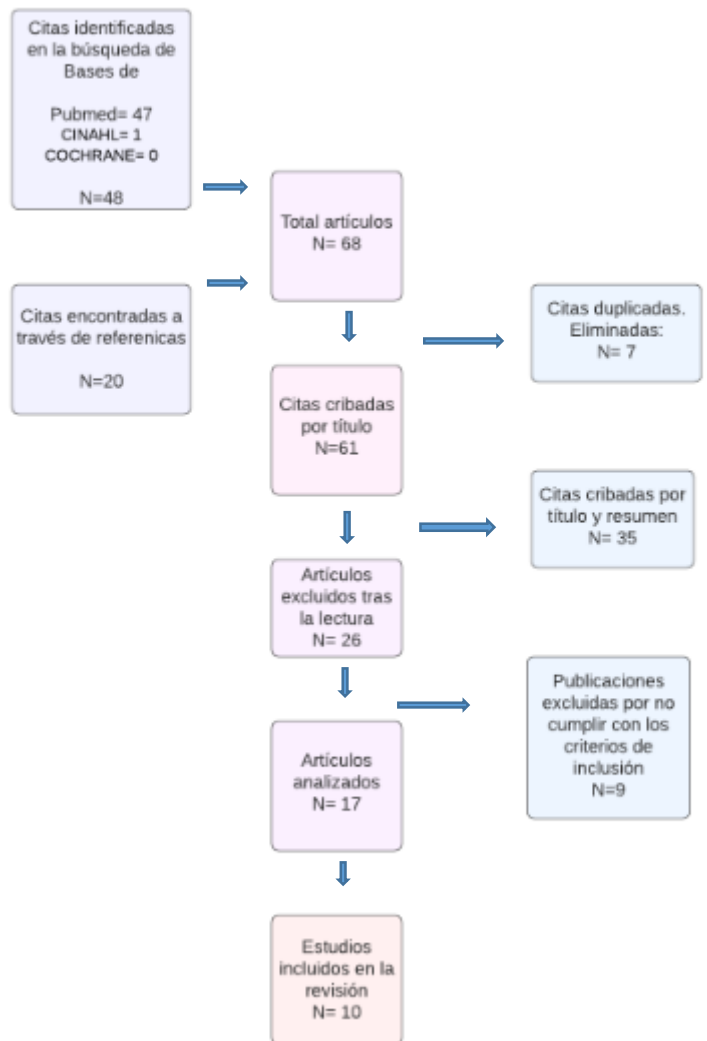 Citas identificadas
en la búsqueda de
Bases de
Pubmed= 47
CINAHL= 1
COCHRANE= 0
N=48
Citas encontradas a
través de referenicas
N=20
Total artículos
N= 68
Citas duplicadas.
Eliminadas:
N= 7
Citas cribadas
por título
N=61
Citas cribadas por
título y resumen
N= 35
Artículos
excluidos tras
la lectura
N= 26
Publicaciones
excluidas por no
cumplir con los
criterios de
inclusión
N=9
Artículos
analizados
N= 17
Estudios
incluidos en la
revisión
N= 10